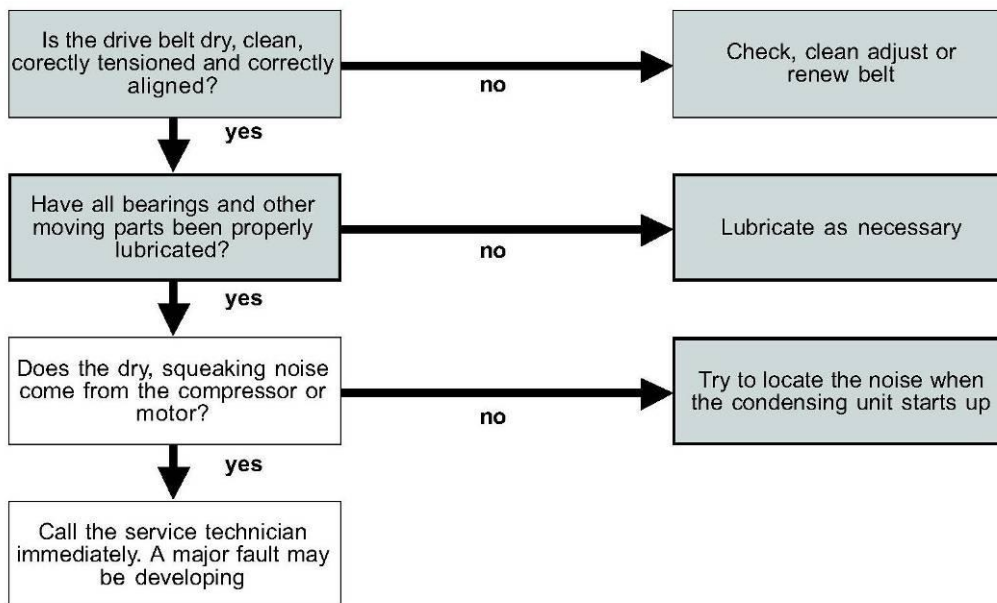 Is the drive belt dry, clean,
corectly tensioned and correctly
aligned?
no
Check, clean adjust or
renew belt
yes
Have all bearings and other
moving parts been properly
lubricated?
no
Lubricate as necessary
yes
Does the dry, squeaking noise
come from the compressor or
motor?
no
Try to locate the noise when
the condensing unit starts up
yes
Call the service technician
immediately. A major fault may
be developing